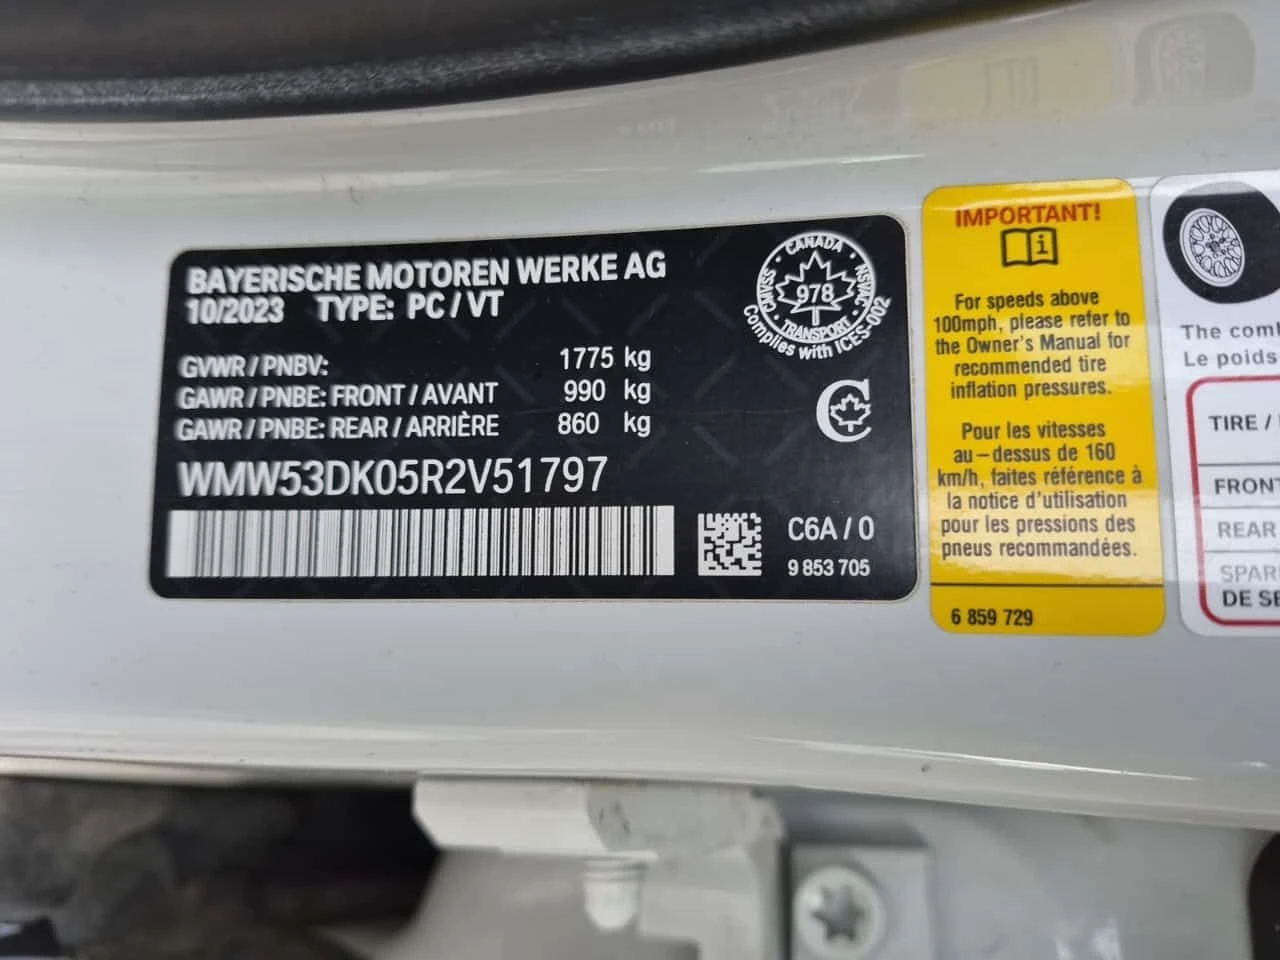 BAYERISCHE MOTOREN WERKE AG
10/2023 TYPE: PC / VT
GVWR / PNBV: 1775 kg
GAWR / PNBE: FRONT / AVANT 990 kg
GAWR / PNBE: REAR / ARRIÈRE 860 kg
WMW53DK05R2V51797
C6A / 0
9 853 705
CANADA
CMVSS
NSVAC
978
TRANSPORT
Complies with ICES-002
C
IMPORTANT!
i
For speeds above
100mph, please refer to
the Owner's Manual for
recommended tire
inflation pressures.
Pour les vitesses
au-dessus de 160
km/h, faites référence à
la notice d'utilisation
pour les pressions des
pneus recommandées.
6 859 729
The
Le poids
TIRE /
FRONT
REAR
DE